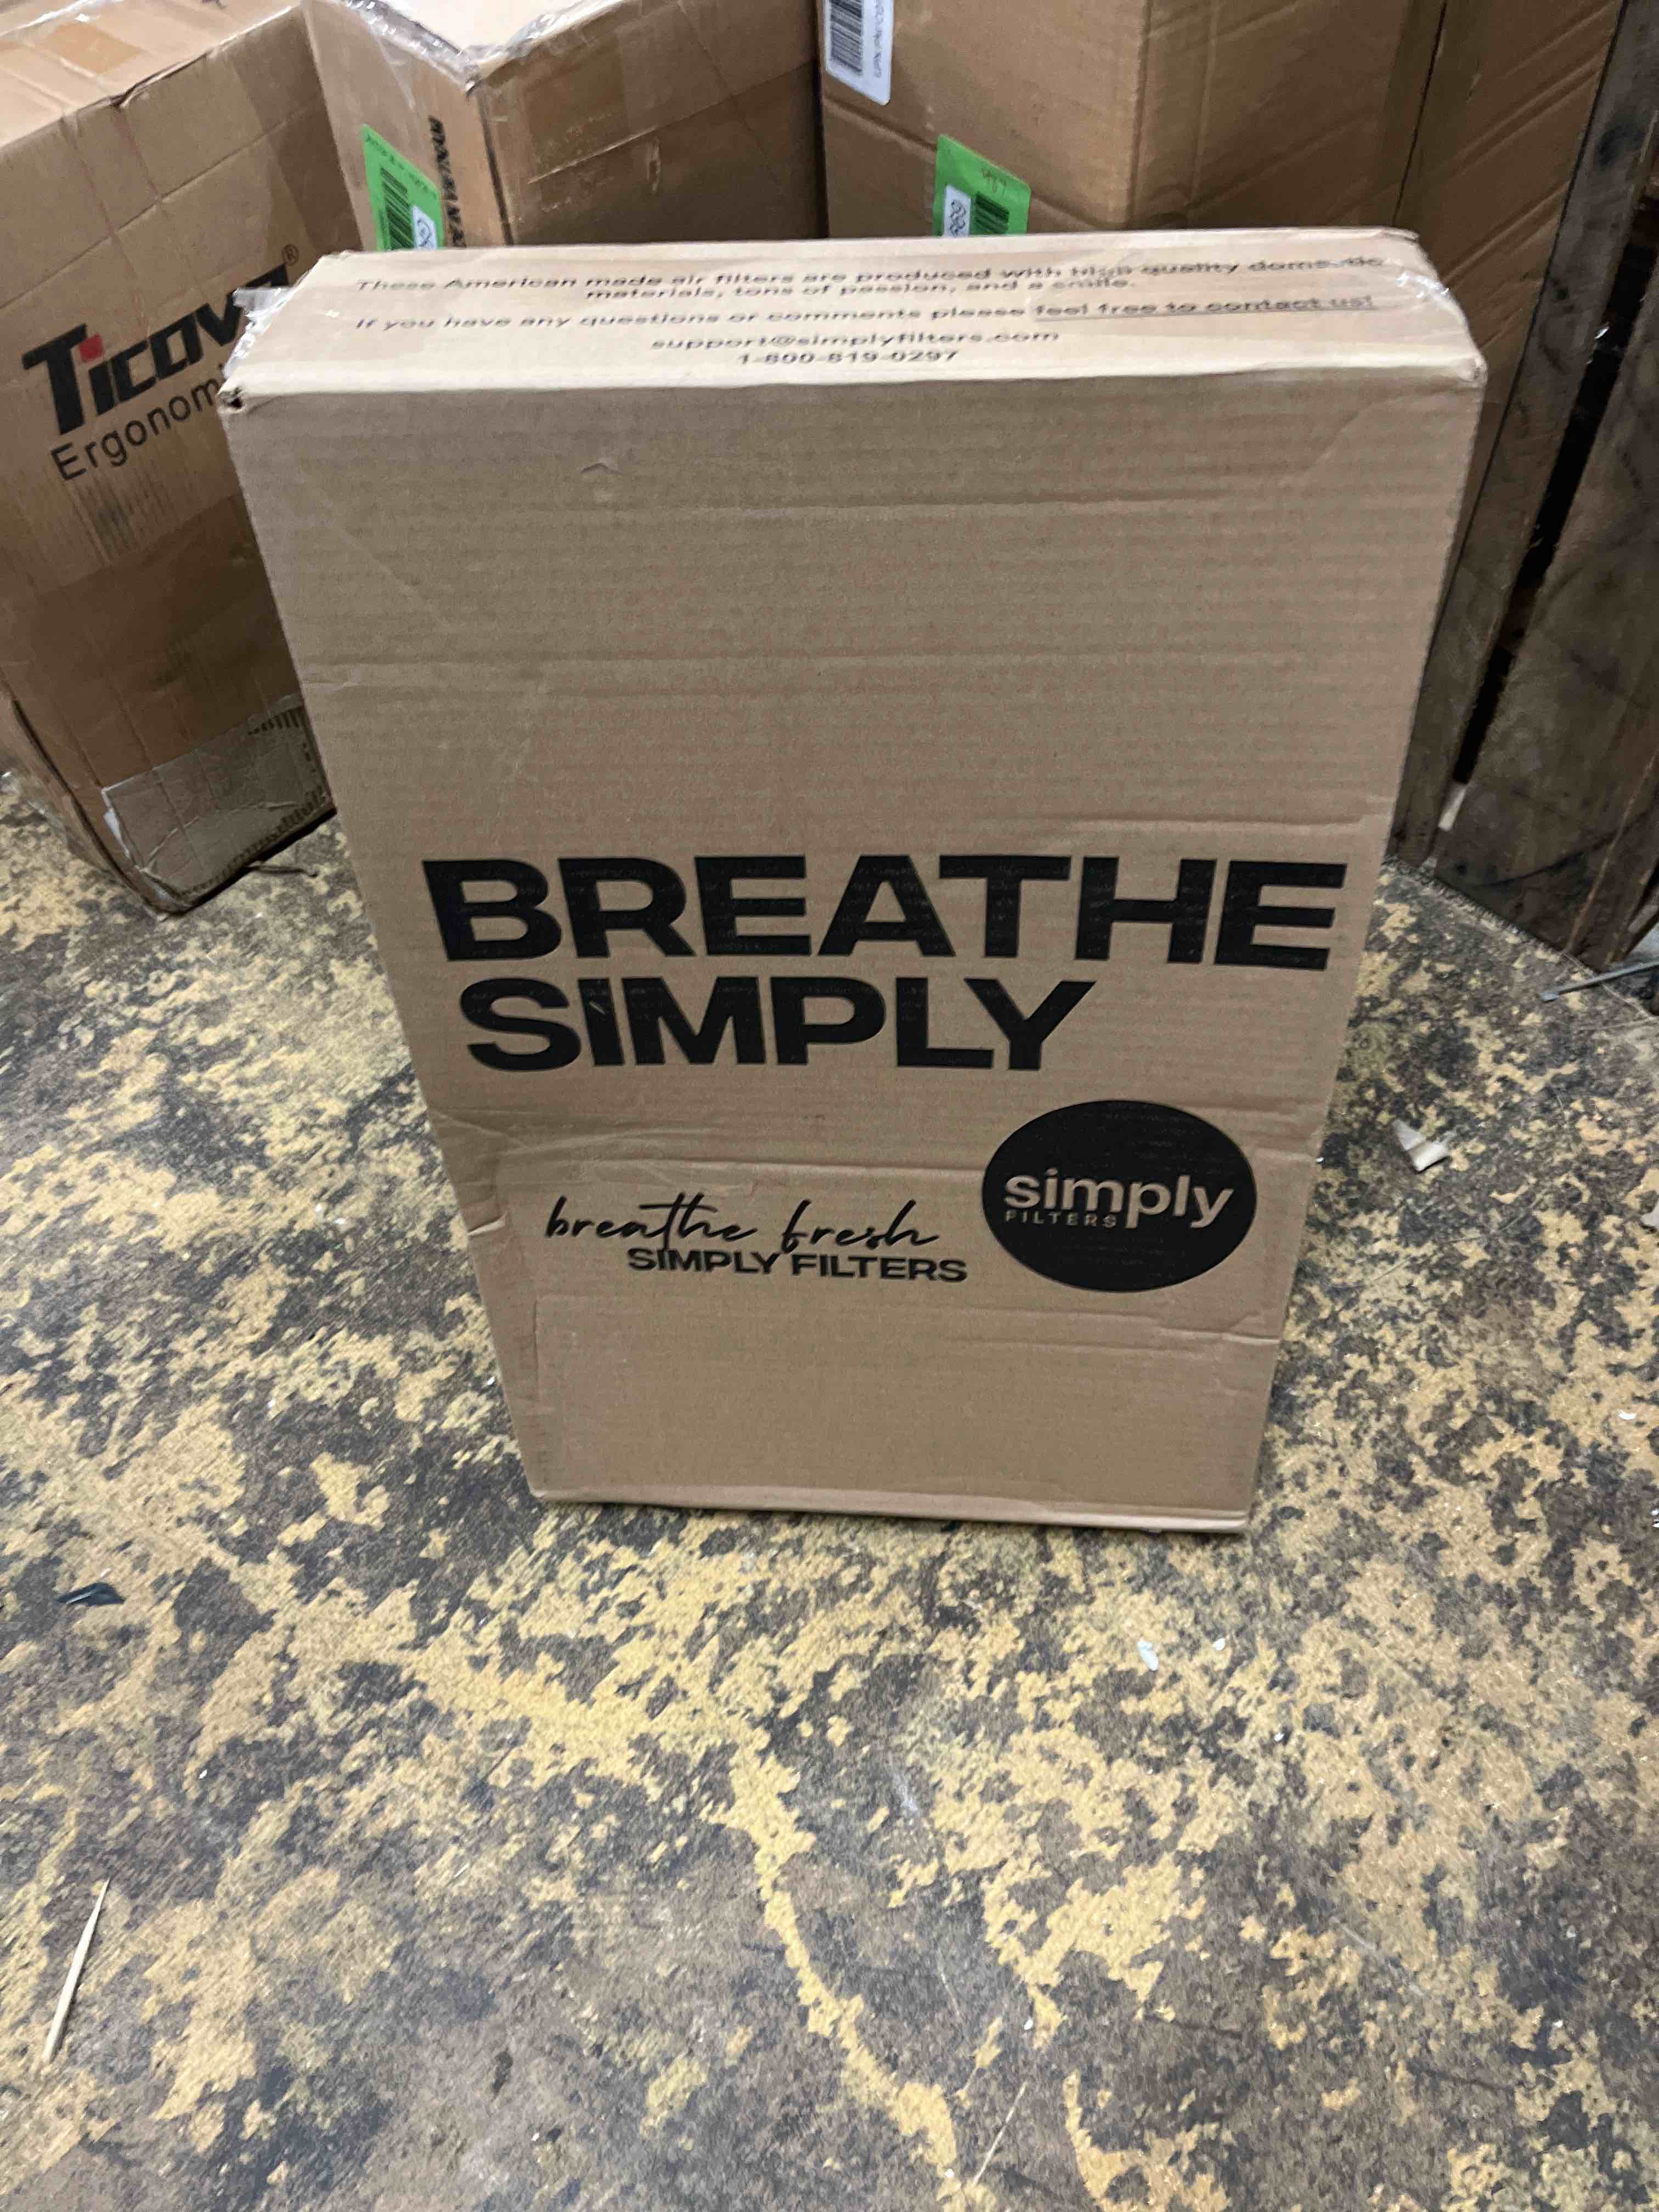 Ticova®
Ergonomi
These American made air filters are produced with high quality domestic
materials, tons of passion, and a smile.
If you have any questions or comments please feel free to contact us!
support@simplyfilters.com
1-800-819-0297
BREATHE
SIMPLY
simply
FILTERS
breathe fresh
SIMPLY FILTERS